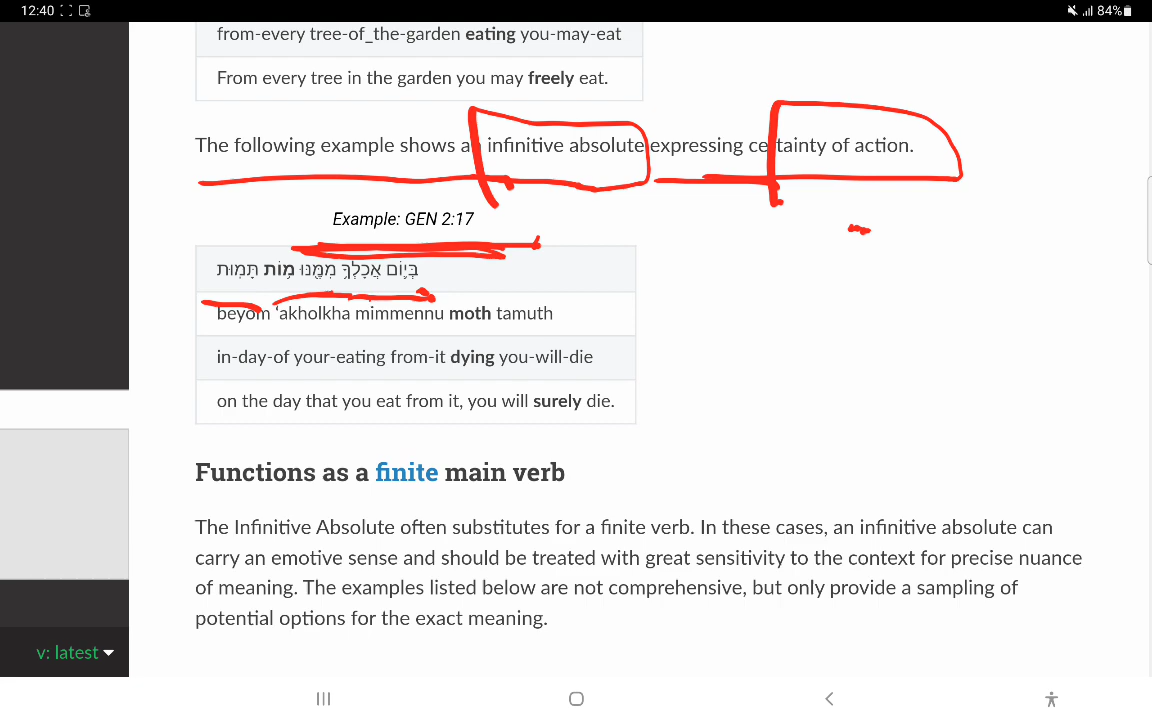 12:40 84%
from-every tree-of_the-garden eating you-may-eat
From every tree in the garden you may freely eat.
The following example shows an infinitive absolute expressing certainty of action.
Example: GEN 2:17
בְּי֛וֹם אֲכָלְךָ֥ מִמֶּ֖נּוּ מ֥וֹת תָּמֽוּת
beyom ʼakholkha mimmennu moth tamuth
in-day-of your-eating from-it dying you-will-die
on the day that you eat from it, you will surely die.
Functions as a finite main verb
The Infinitive Absolute often substitutes for a finite verb. In these cases, an infinitive absolute can
carry an emotive sense and should be treated with great sensitivity to the context for precise nuance
of meaning. The examples listed below are not comprehensive, but only provide a sampling of
potential options for the exact meaning.
v: latest